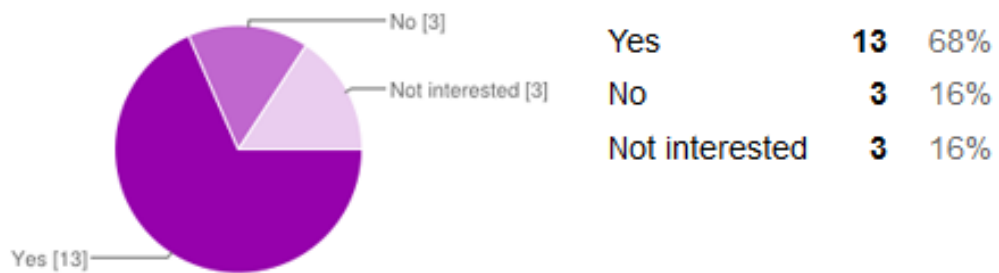 No [3]
Not interested [3]
Yes [13]
Yes 13 68%
No 3 16%
Not interested 3 16%